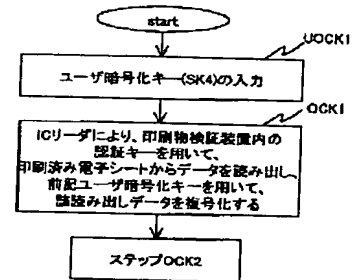 start
UOCK1
ユーザ暗号化キー(SK4)の入力
OCK1
ICリーダにより、印刷物検証装置内の
認証キーを用いて、
印刷済み電子シートからデータを読み出し、
前記ユーザ暗号化キーを用いて、
該読み出しデータを復号化する
ステップOCK2